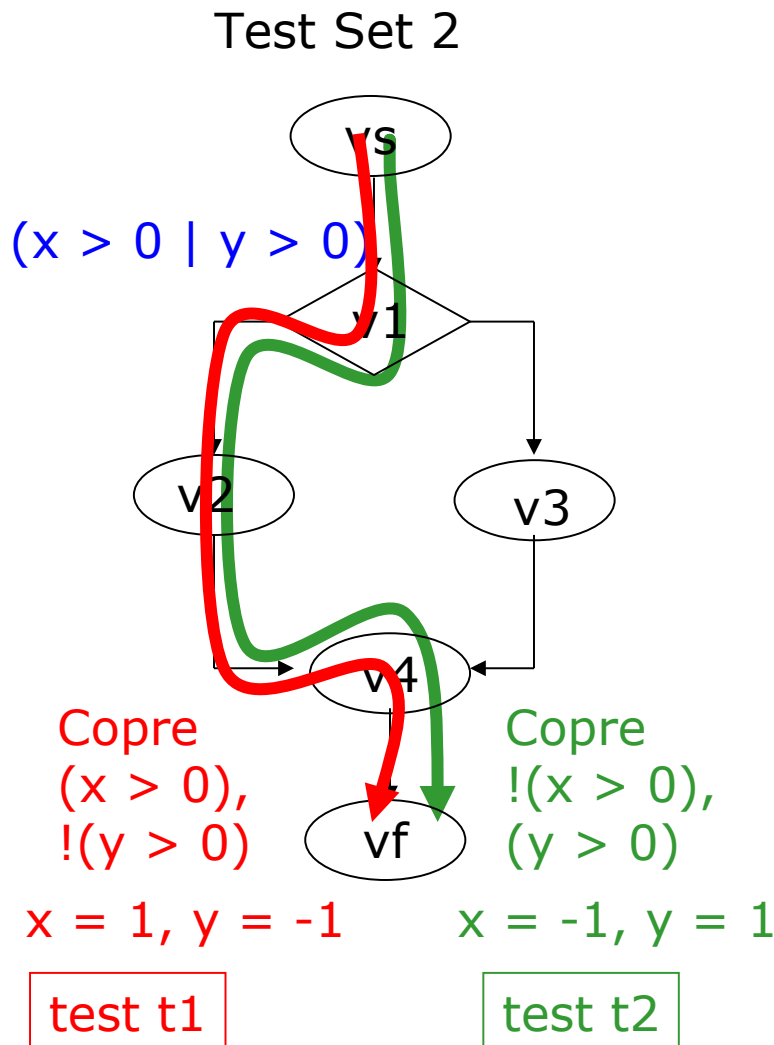 Test Set 2
vs
(x > 0 | y > 0)
v1
v2
v3
v4
Copre
(x > 0),
!(y > 0)
Copre
!(x > 0),
(y > 0)
vf
x = 1, y = -1
x = -1, y = 1
test t1
test t2